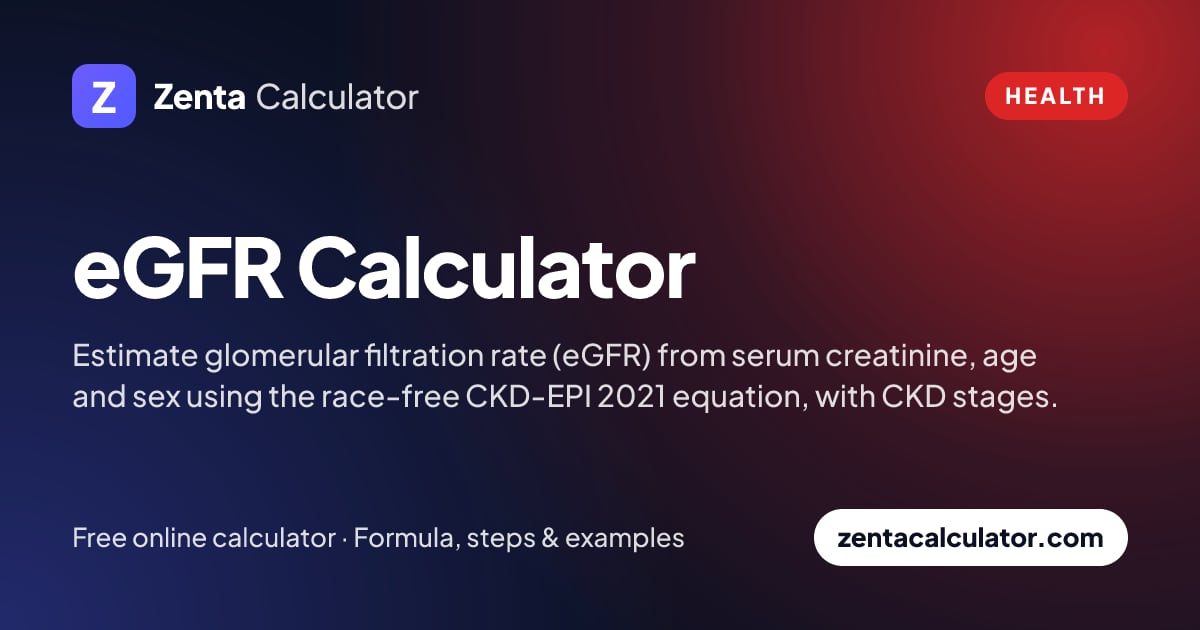 Z
Zenta Calculator
HEALTH
eGFR Calculator
Estimate glomerular filtration rate (eGFR) from serum creatinine, age
and sex using the race-free CKD-EPI 2021 equation, with CKD stages.
Free online calculator · Formula, steps & examples
zentacalculator.com